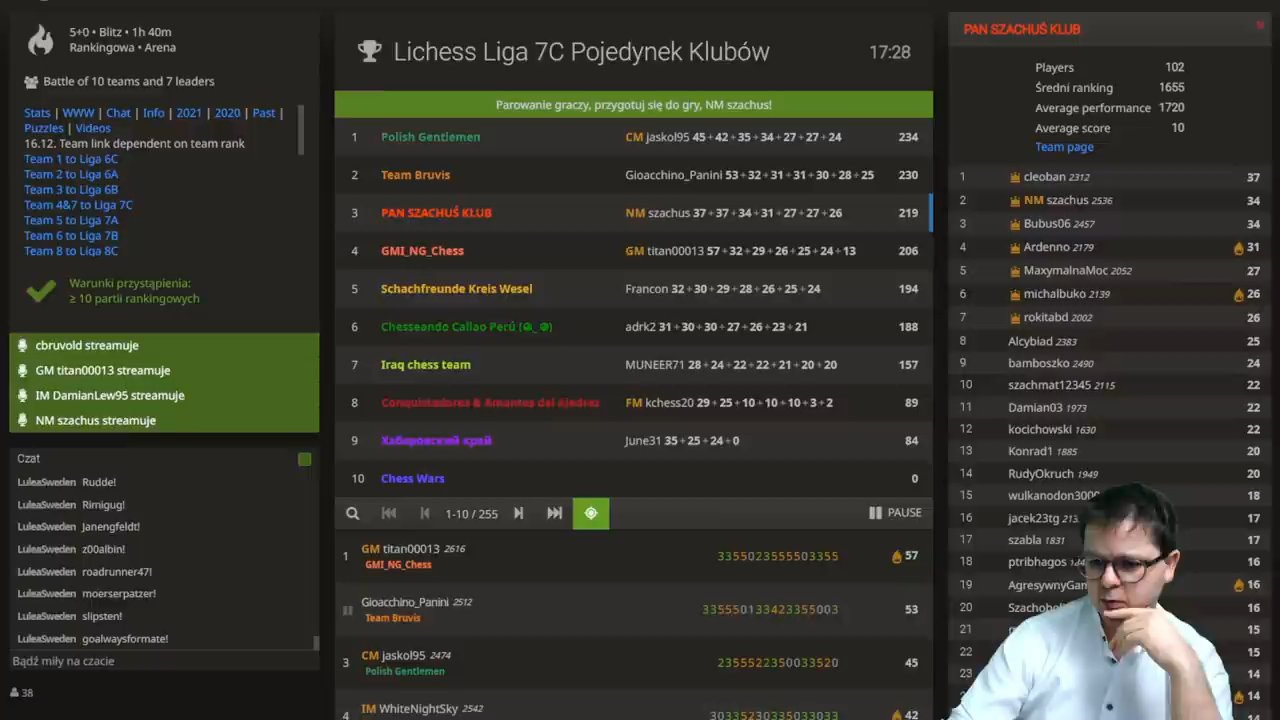 5+0 • Blitz • 1h 40m
Rankingowa • Arena
Battle of 10 teams and 7 leaders
Stats | WWW | Chat | Info | 2021 | 2020 | Past |
Puzzles | Videos
16.12. Team link dependent on team rank
Team 1 to Liga 6C
Team 2 to Liga 6A
Team 3 to Liga 6B
Team 4&7 to Liga 7C
Team 5 to Liga 7A
Team 6 to Liga 7B
Team 8 to Liga 8C
Warunki przystąpienia:
≥ 10 partii rankingowych
cbruvold streamuje
GM titan00013 streamuje
IM DamianLew95 streamuje
NM szachus streamuje
Czat
LuleaSweden Rudde!
LuleaSweden Rimigug!
LuleaSweden Janengfeldt!
LuleaSweden z00albin!
LuleaSweden roadrunner47!
LuleaSweden moerserpatzer!
LuleaSweden slipsten!
LuleaSweden goalwaysformate!
Bądź miły na czacie
38
Lichess Liga 7C Pojedynek Klubów 17:28
Parowanie graczy, przygotuj się do gry, NM szachus!
1 Polish Gentlemen CM jaskol95 45+42+35+34+27+27+24 234
2 Team Bruvis Gioacchino_Panini 53+32+31+31+30+28+25 230
3 PAN SZACHUŚ KLUB NM szachus 37+37+34+31+27+27+26 219
4 GMI_NG_Chess GM titan00013 57+32+29+26+25+24+13 206
5 Schachfreunde Kreis Wesel Francon 32+30+29+28+26+25+24 194
6 Chesseando Callao Perú (◕_◕) adrk2 31+30+30+27+26+23+21 188
7 Iraq chess team MUNEER71 28+24+22+22+21+20+20 157
8 Conquistadores & Amantes del Ajedrez FM kchess20 29+25+10+10+10+3+2 89
9 Хабаровский край June31 35+25+24+0 84
10 Chess Wars 0
1-10 / 255 PAUSE
1 GM titan00013 2616 3355023555503355 57
GMI_NG_Chess
Gioacchino_Panini 2512 3355501334233550 03 53
Team Bruvis
3 CM jaskol95 2474 2355522350033520 45
Polish Gentlemen
4 IM WhiteNightSky 2542 3033523033533033 42
PAN SZACHUŚ KLUB
Players 102
Średni ranking 1655
Average performance 1720
Average score 10
Team page
1 cleoban 2312 37
2 NM szachus 2536 34
3 Bubus06 2457 34
4 Ardenno 2179 31
5 MaxymalnaMoc 2052 27
6 michalbuko 2139 26
7 rokitabd 2002 26
8 Alcybiad 2383 25
9 bamboszko 2490 24
10 szachmat12345 2115 22
11 Damian03 1973 22
12 kocichowski 1630 22
13 Konrad1 1885 20
14 RudyOkruch 1949 20
15 wulkanodon3000 18
16 jacek23tg 17
17 szabla 1831 17
18 ptribhagos 16
19 16
20 16
21 15
22 15
23 14
14